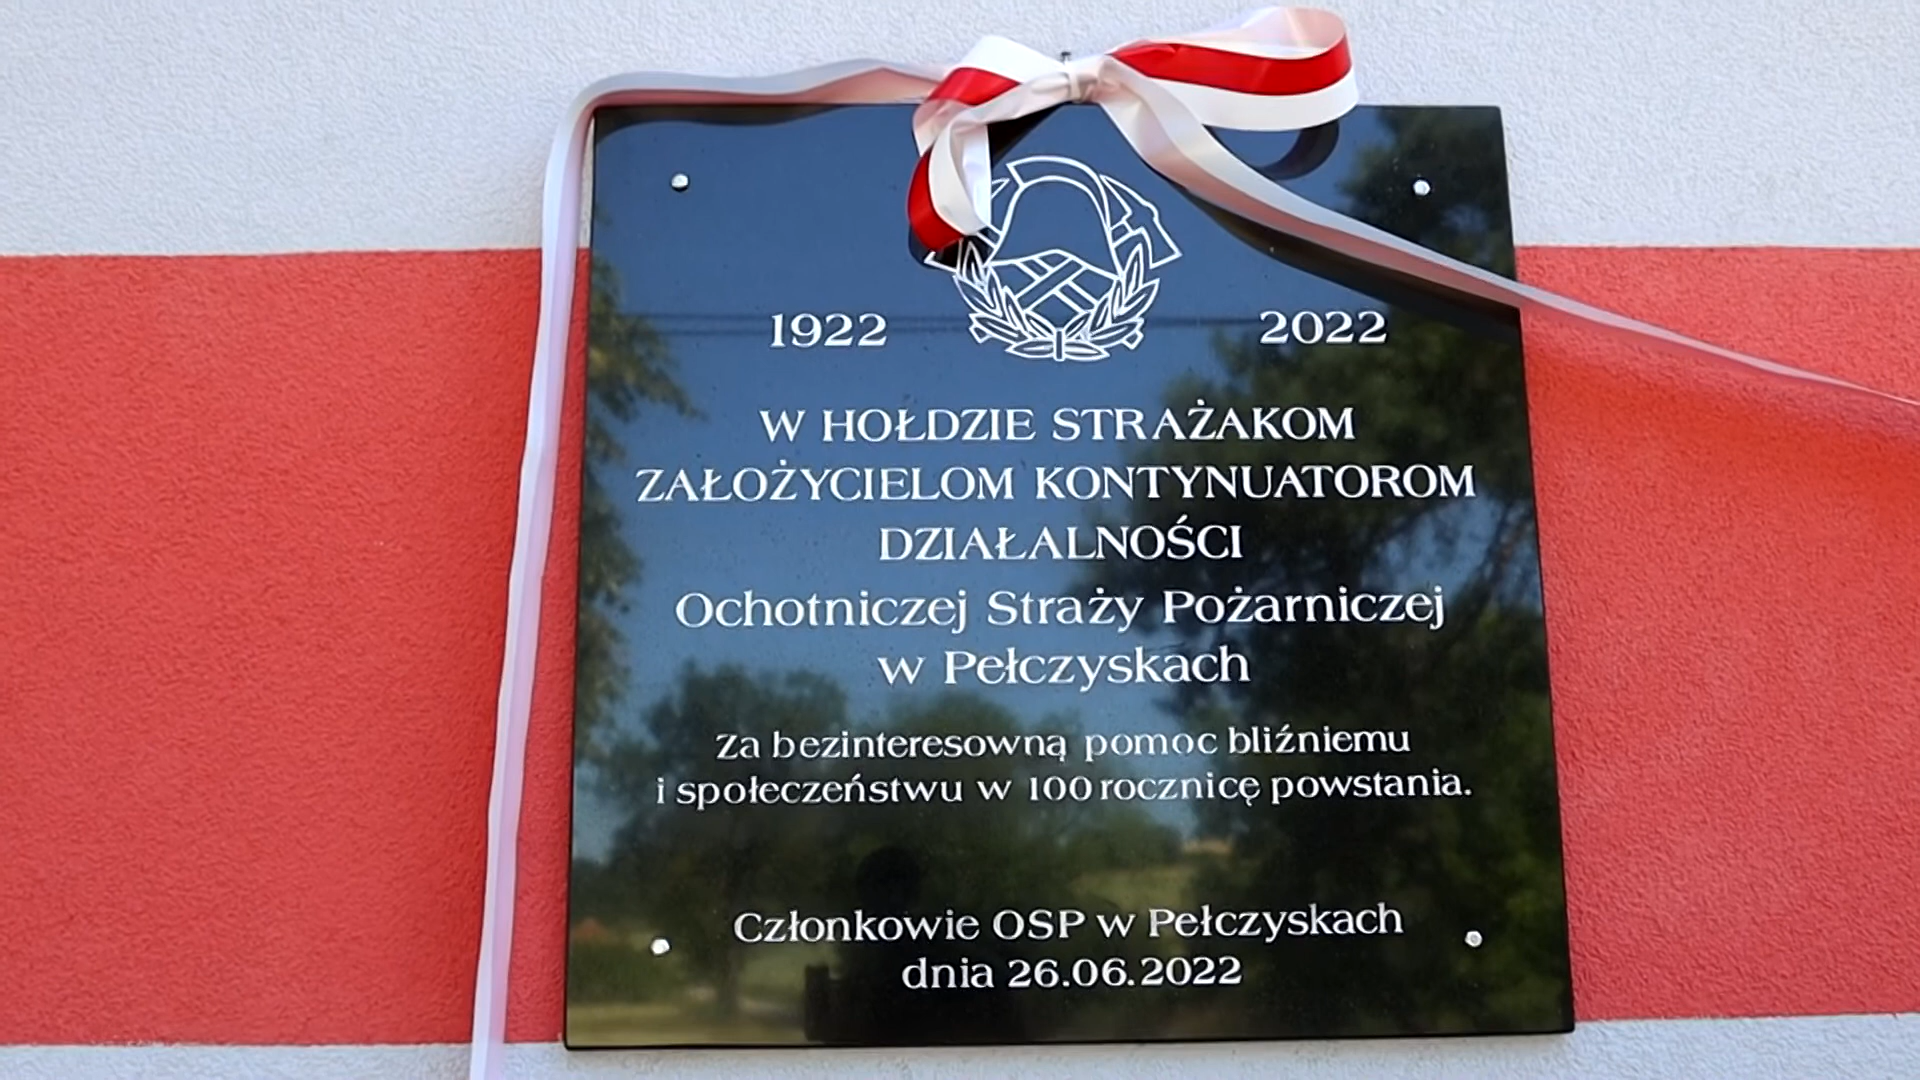 1922 2022
W HOŁDZIE STRAŻAKOM
ZAŁOŻYCIELOM KONTYNUATOROM
DZIAŁALNOŚCI
Ochotniczej Straży Pożarniczej
w Pełczyskach
Za bezinteresowną pomoc bliźniemu
i społeczeństwu w 100 rocznicę powstania.
Członkowie OSP w Pełczyskach
dnia 26.06.2022